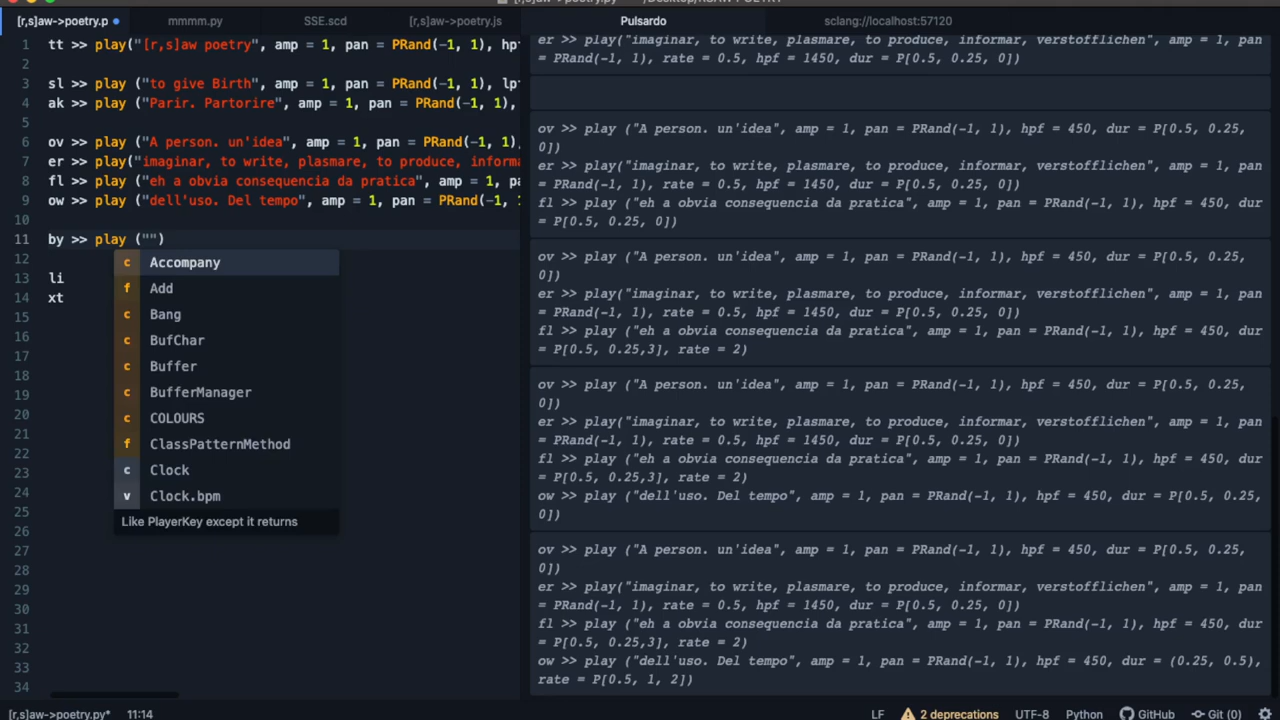 [r,s]aw->poetry.p
mmmm.py
SSE.scd
[r,s]aw->poetry.js
Pulsardo
sclang://localhost:57120
1 tt >> play("[r,s]aw poetry", amp = 1, pan = PRand(-1, 1), hp
2
3 sl >> play ("to give Birth", amp = 1, pan = PRand(-1, 1), lp
4 ak >> play ("Parir. Partorire", amp = 1, pan = PRand(-1, 1),
5
6 ov >> play ("A person. un'idea", amp = 1, pan = PRand(-1, 1)
7 er >> play("imaginar, to write, plasmare, to produce, informa
8 fl >> play ("eh a obvia consequencia da pratica", amp = 1, pa
9 ow >> play ("dell'uso. Del tempo", amp = 1, pan = PRand(-1, 1
10
11 by >> play ("")
12
13 li
14 xt
15
16
17
18
19
20
21
22
23
24
25
26
27
28
29
30
31
32
33
34
c Accompany
f Add
c Bang
c BufChar
c Buffer
c BufferManager
c COLOURS
f ClassPatternMethod
c Clock
v Clock.bpm
Like PlayerKey except it returns
er >> play("imaginar, to write, plasmare, to produce, informar, verstofflichen", amp = 1, pan
= PRand(-1, 1), rate = 0.5, hpf = 1450, dur = P[0.5, 0.25, 0])
ov >> play ("A person. un'idea", amp = 1, pan = PRand(-1, 1), hpf = 450, dur = P[0.5, 0.25,
0])
er >> play("imaginar, to write, plasmare, to produce, informar, verstofflichen", amp = 1, pan
= PRand(-1, 1), rate = 0.5, hpf = 1450, dur = P[0.5, 0.25, 0])
fl >> play ("eh a obvia consequencia da pratica", amp = 1, pan = PRand(-1, 1), hpf = 450, dur
= P[0.5, 0.25, 0])
ov >> play ("A person. un'idea", amp = 1, pan = PRand(-1, 1), hpf = 450, dur = P[0.5, 0.25,
0])
er >> play("imaginar, to write, plasmare, to produce, informar, verstofflichen", amp = 1, pan
= PRand(-1, 1), rate = 0.5, hpf = 1450, dur = P[0.5, 0.25, 0])
fl >> play ("eh a obvia consequencia da pratica", amp = 1, pan = PRand(-1, 1), hpf = 450, dur
= P[0.5, 0.25,3], rate = 2)
ov >> play ("A person. un'idea", amp = 1, pan = PRand(-1, 1), hpf = 450, dur = P[0.5, 0.25,
0])
er >> play("imaginar, to write, plasmare, to produce, informar, verstofflichen", amp = 1, pan
= PRand(-1, 1), rate = 0.5, hpf = 1450, dur = P[0.5, 0.25, 0])
fl >> play ("eh a obvia consequencia da pratica", amp = 1, pan = PRand(-1, 1), hpf = 450, dur
= P[0.5, 0.25,3], rate = 2)
ow >> play ("dell'uso. Del tempo", amp = 1, pan = PRand(-1, 1), hpf = 450, dur = P[0.5, 0.25,
0])
ov >> play ("A person. un'idea", amp = 1, pan = PRand(-1, 1), hpf = 450, dur = P[0.5, 0.25,
0])
er >> play("imaginar, to write, plasmare, to produce, informar, verstofflichen", amp = 1, pan
= PRand(-1, 1), rate = 0.5, hpf = 1450, dur = P[0.5, 0.25, 0])
fl >> play ("eh a obvia consequencia da pratica", amp = 1, pan = PRand(-1, 1), hpf = 450, dur
= P[0.5, 0.25,3], rate = 2)
ow >> play ("dell'uso. Del tempo", amp = 1, pan = PRand(-1, 1), hpf = 450, dur = (0.25, 0.5),
rate = P[0.5, 1, 2])
[r,s]aw->poetry.py* 11:14
LF 2 deprecations UTF-8 Python GitHub Git (0)